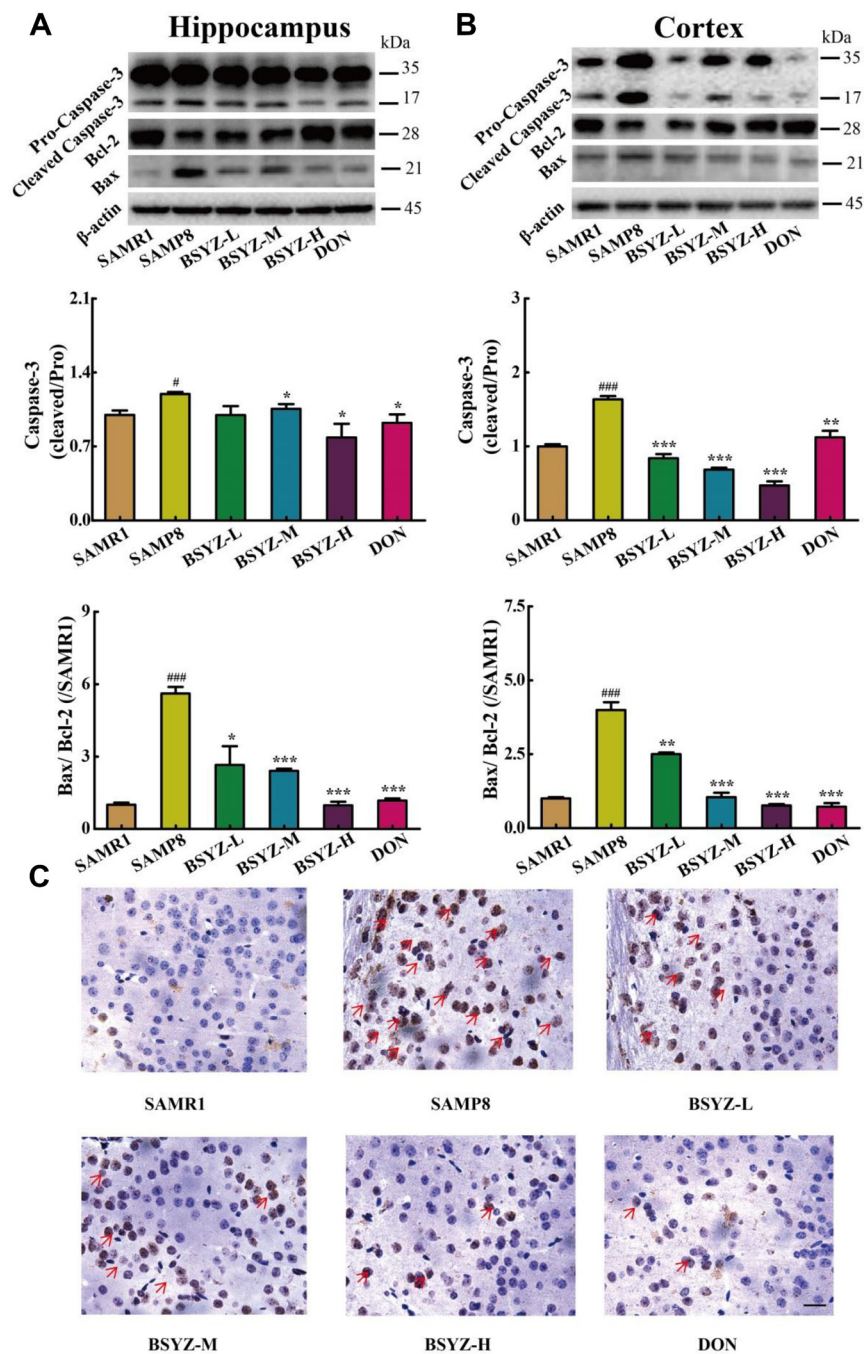 A
Hippocampus
kDa
Pro-Caspase-3
35
Cleaved Caspase-3
17
Bcl-2
28
Bax
21
β-actin
45
SAMR1 SAMP8 BSYZ-L BSYZ-M BSYZ-H DON
B
Cortex
kDa
Pro-Caspase-3
35
Cleaved Caspase-3
17
Bcl-2
28
Bax
21
β-actin
45
SAMR1 SAMP8 BSYZ-L BSYZ-M BSYZ-H DON
Caspase-3
(cleaved/Pro)
2.1
1.4
0.7
0.0
# * * *
SAMR1 SAMP8 BSYZ-L BSYZ-M BSYZ-H DON
Caspase-3
(cleaved/Pro)
3
2
1
0
### *** *** *** **
SAMR1 SAMP8 BSYZ-L BSYZ-M BSYZ-H DON
Bax/ Bcl-2 (/SAMR1)
9
6
3
0
### * *** *** ***
SAMR1 SAMP8 BSYZ-L BSYZ-M BSYZ-H DON
Bax/ Bcl-2 (/SAMR1)
7.5
5.0
2.5
0.0
### ** *** *** ***
SAMR1 SAMP8 BSYZ-L BSYZ-M BSYZ-H DON
C
SAMR1 SAMP8 BSYZ-L
BSYZ-M BSYZ-H DON